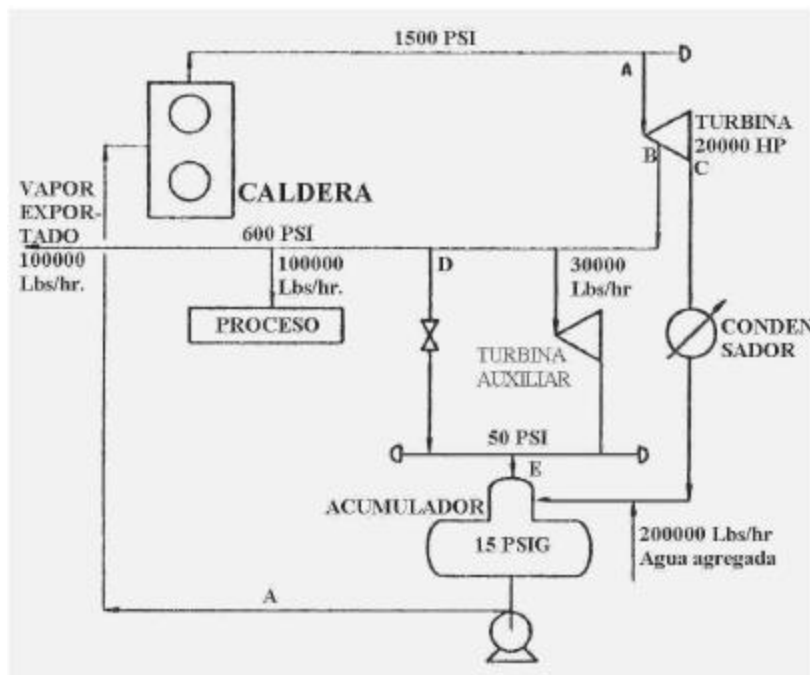 1500 PSI
A
TURBINA
20000 HP
B
C
CALDERA
VAPOR
EXPOR-
TADO
100000
Lbs/hr.
600 PSI
100000
Lbs/hr.
D
30000
Lbs/hr
PROCESO
TURBINA
AUXILIAR
CONDEN
SADOR
50 PSI
E
ACUMULADOR
15 PSIG
200000 Lbs/hr
Agua agregada
A